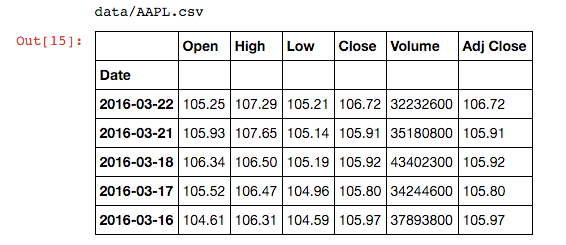 data/AAPL.csv
Out[15]:
Open High Low Close Volume Adj Close
Date
2016-03-22 105.25 107.29 105.21 106.72 32232600 106.72
2016-03-21 105.93 107.65 105.14 105.91 35180800 105.91
2016-03-18 106.34 106.50 105.19 105.92 43402300 105.92
2016-03-17 105.52 106.47 104.96 105.80 34244600 105.80
2016-03-16 104.61 106.31 104.59 105.97 37893800 105.97